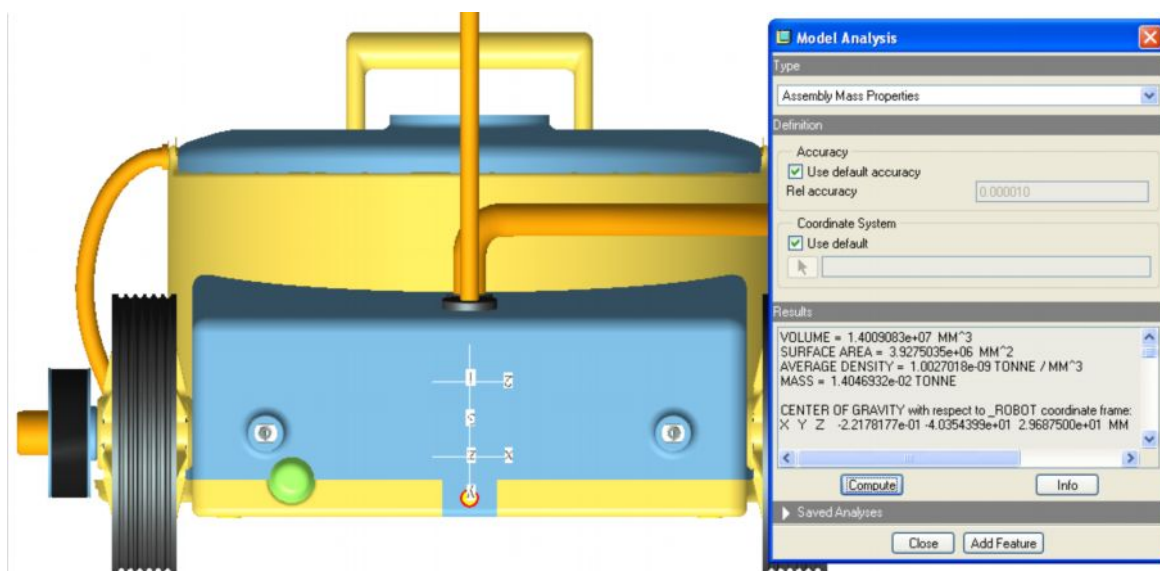 Model Analysis
Type
Assembly Mass Properties
Definition
Accuracy
Use default accuracy
Rel accuracy
0.000010
Coordinate System
Use default
Results
VOLUME = 1.4009083e+07 MM^3
SURFACE AREA = 3.9275035e+06 MM^2
AVERAGE DENSITY = 1.0027018e-09 TONNE / MM^3
MASS = 1.4046932e-02 TONNE
CENTER OF GRAVITY with respect to _ROBOT coordinate frame:
X Y Z -2.2178177e-01 -4.0354399e+01 2.9687500e+01 MM
Compute
Info
Saved Analyses
Close
Add Feature
1
2
S
Z
X
Y